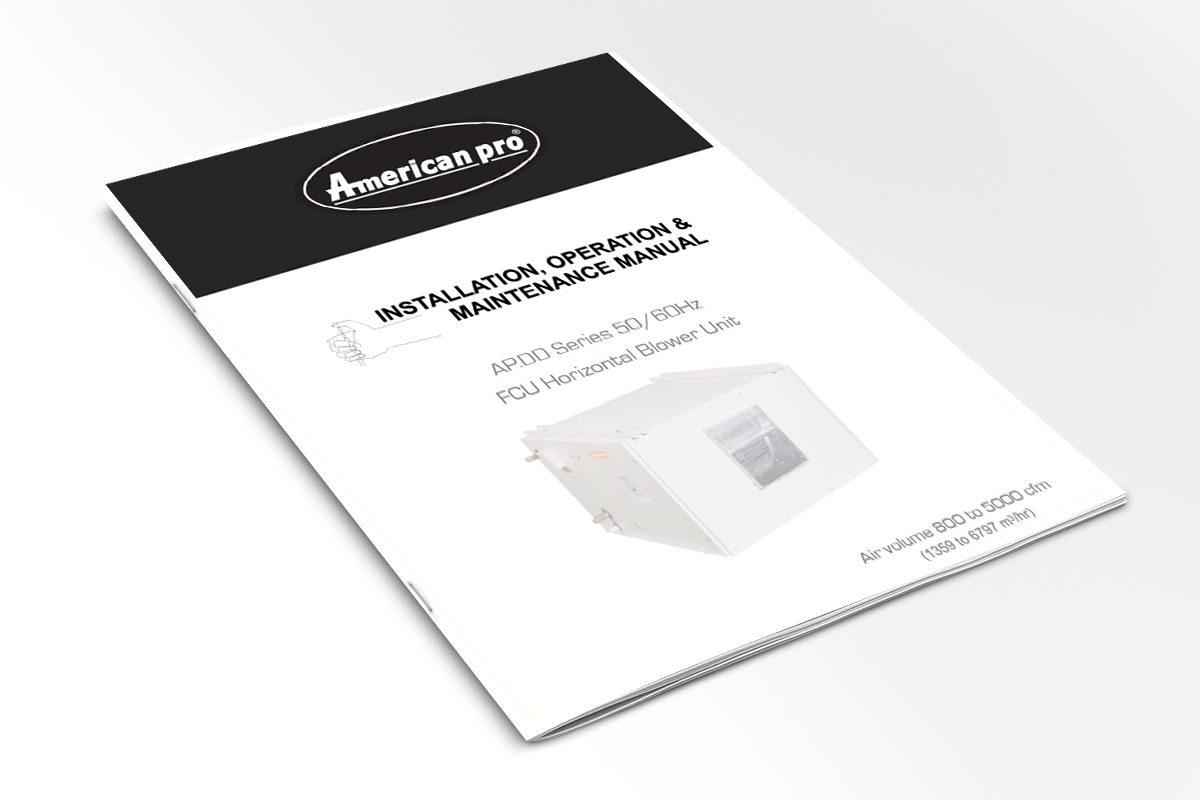 American pro®
INSTALLATION, OPERATION &
MAINTENANCE MANUAL
AP.DD Series 50/60Hz
FCU Horizontal Blower Unit
Air volume 800 to 5000 cfm
(1359 to 6797 m³/hr)